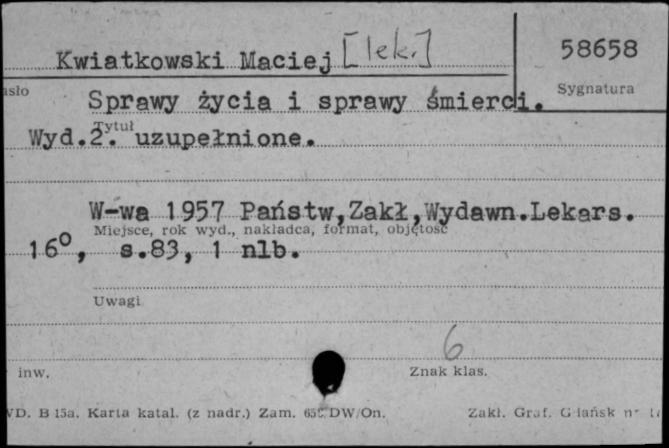 Kwiatkowski Maciej [lek.]
58658
Sygnatura
asło
Sprawy życia i sprawy śmierci.
Tytuł
Wyd.2. uzupełnione.
W-wa 1957 Państw,Zakł,Wydawn.Lekars.
Miejsce, rok wyd., nakładca, format, objętość
16°, s.83, 1 nlb.
Uwagi
6
inw.
Znak klas.
D. B 15a. Karta katal. (z nadr.) Zam. DW/On.
Zakł. Graf. Gdańsk